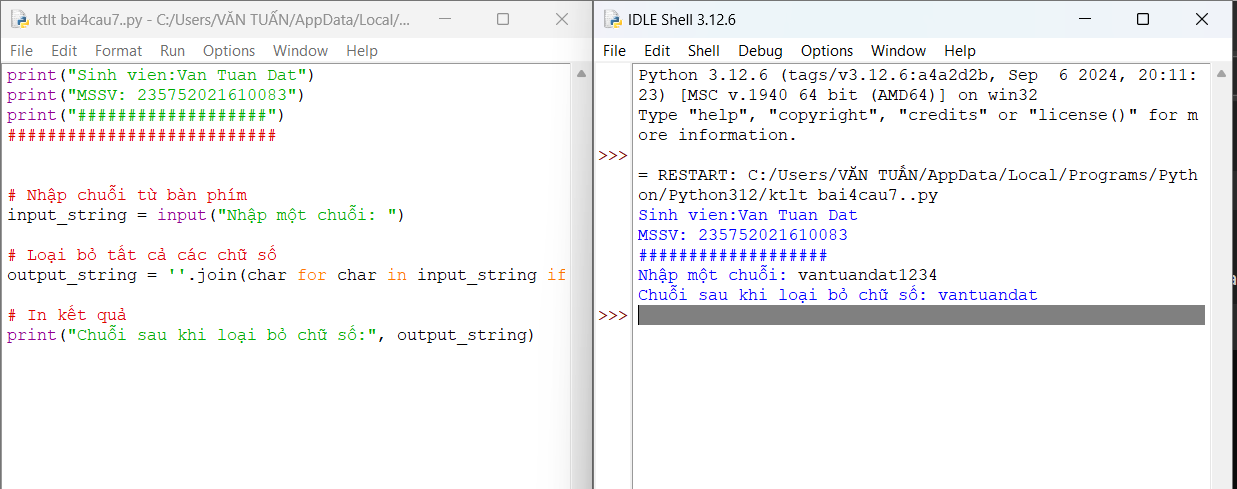 ktlt bai4cau7..py - C:/Users/VĂN TUẤN/AppData/Local/...
File Edit Format Run Options Window Help
print("Sinh vien:Van Tuan Dat")
print("MSSV: 235752021610083")
print("###################")
###########################
# Nhập chuỗi từ bàn phím
input_string = input("Nhập một chuỗi: ")
# Loại bỏ tất cả các chữ số
output_string = ''.join(char for char in input_string if
# In kết quả
print("Chuỗi sau khi loại bỏ chữ số:", output_string)
IDLE Shell 3.12.6
File Edit Shell Debug Options Window Help
Python 3.12.6 (tags/v3.12.6:a4a2d2b, Sep  6 2024, 20:11:
23) [MSC v.1940 64 bit (AMD64)] on win32
Type "help", "copyright", "credits" or "license()" for m
ore information.
>>>
= RESTART: C:/Users/VĂN TUẤN/AppData/Local/Programs/Pyth
on/Python312/ktlt bai4cau7..py
Sinh vien:Van Tuan Dat
MSSV: 235752021610083
###################
Nhập một chuỗi: vantuandat1234
Chuỗi sau khi loại bỏ chữ số: vantuandat
>>>